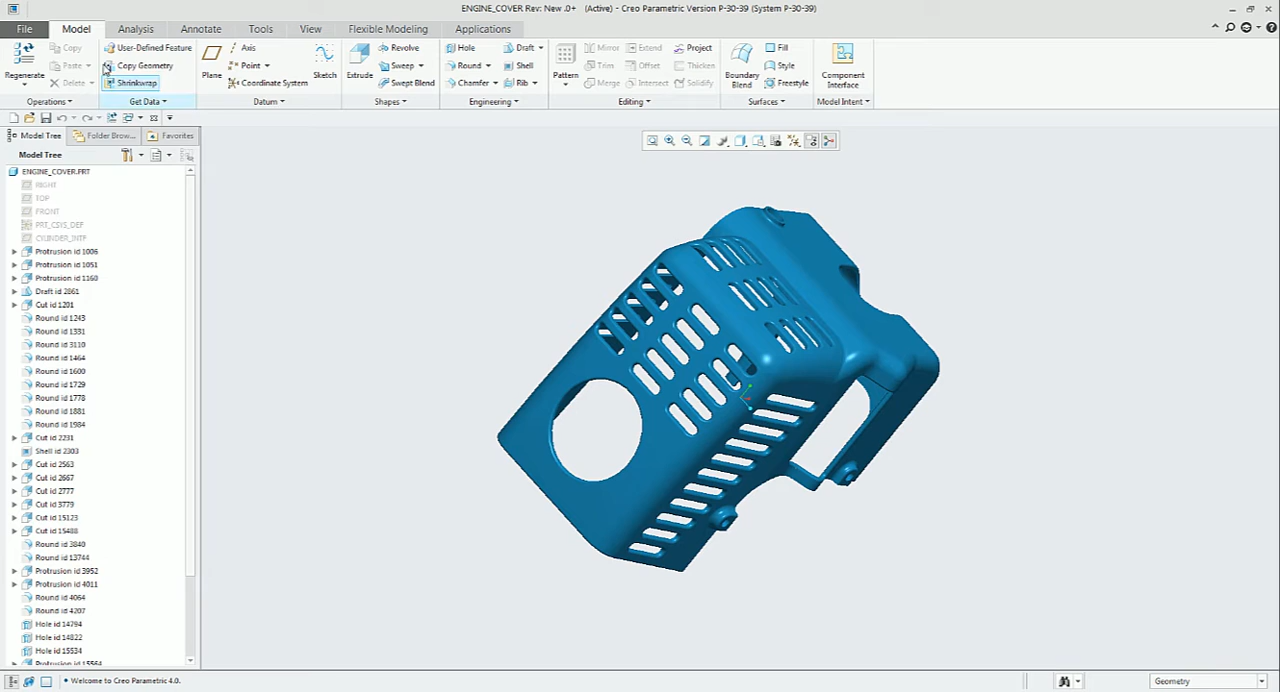 ENGINE_COVER Rev: New .0+ (Active) - Creo Parametric Version P-30-39 (System P-30-39)
File Model Analysis Annotate Tools View Flexible Modeling Applications
Regenerate
Copy
Paste
Delete
Operations
User-Defined Feature
Copy Geometry
Shrinkwrap
Get Data
Plane
Axis
Point
Coordinate System
Sketch
Datum
Extrude
Revolve
Sweep
Swept Blend
Shapes
Hole
Round
Chamfer
Draft
Shell
Rib
Engineering
Pattern
Mirror
Trim
Merge
Extend
Offset
Intersect
Project
Thicken
Solidify
Editing
Boundary
Blend
Fill
Style
Freestyle
Surfaces
Component
Interface
Model Intent
Model Tree Folder Brow... Favorites
Model Tree
ENGINE_COVER.PRT
RIGHT
TOP
FRONT
PRT_CSYS_DEF
CYLINDER_INTF
Protrusion id 1006
Protrusion id 1051
Protrusion id 1160
Draft id 2861
Cut id 1201
Round id 1243
Round id 1331
Round id 3110
Round id 1464
Round id 1600
Round id 1729
Round id 1778
Round id 1881
Round id 1984
Cut id 2231
Shell id 2303
Cut id 2563
Cut id 2667
Cut id 2777
Cut id 3779
Cut id 15123
Cut id 15488
Round id 3840
Round id 13744
Protrusion id 3952
Protrusion id 4011
Round id 4064
Round id 4207
Hole id 14794
Hole id 14822
Hole id 15534
Protrusion id 15564
• Welcome to Creo Parametric 4.0.
Geometry